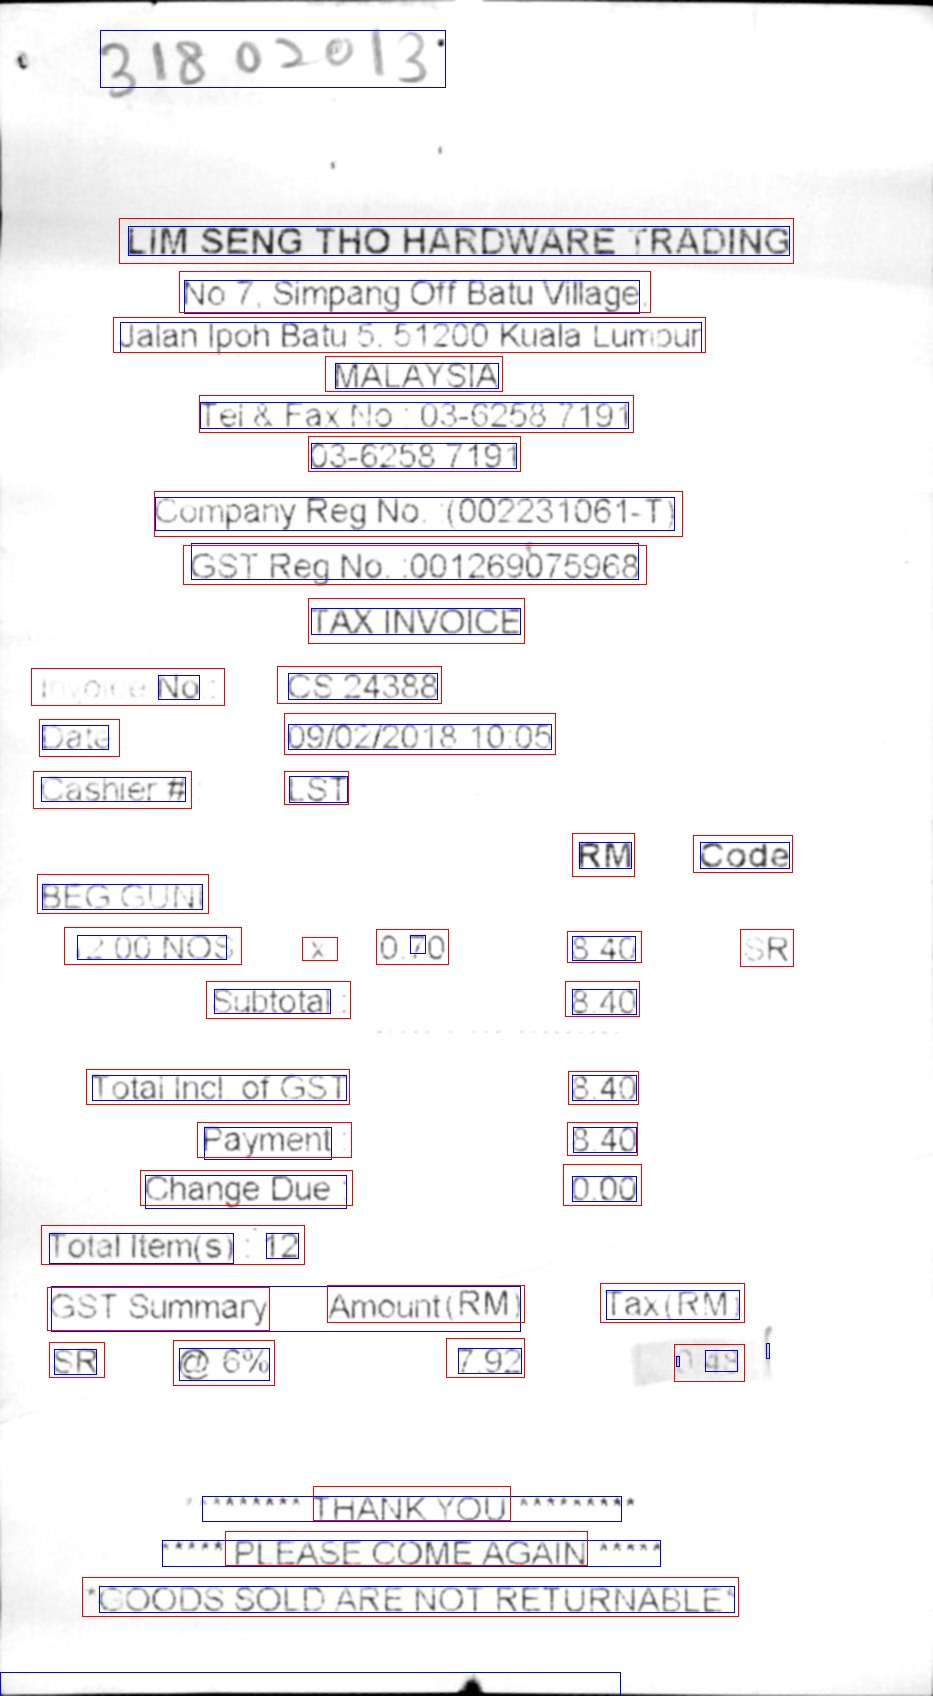 31802013
LIM SENG THO HARDWARE TRADING
No 7, Simpang Off Batu Village,
Jalan Ipoh Batu 5, 51200 Kuala Lumpur
MALAYSIA
Tel & Fax No : 03-6258 7191
03-6258 7191
Company Reg No. :(002231061-T)
GST Reg No. :001269075968
TAX INVOICE
Invoice No : CS 24388
Date 09/02/2018 10:05
Cashier # : LST
RM Code
BEG GUNI
12.00 NOS x 0.70 8.40 SR
Subtotal : 8.40
Total Incl. of GST 8.40
Payment : 8.40
Change Due : 0.00
Total Item(s) : 12
GST Summary Amount(RM) Tax(RM)
SR @ 6% 7.92 0.48
********* THANK YOU *********
***** PLEASE COME AGAIN *****
*GOODS SOLD ARE NOT RETURNABLE*